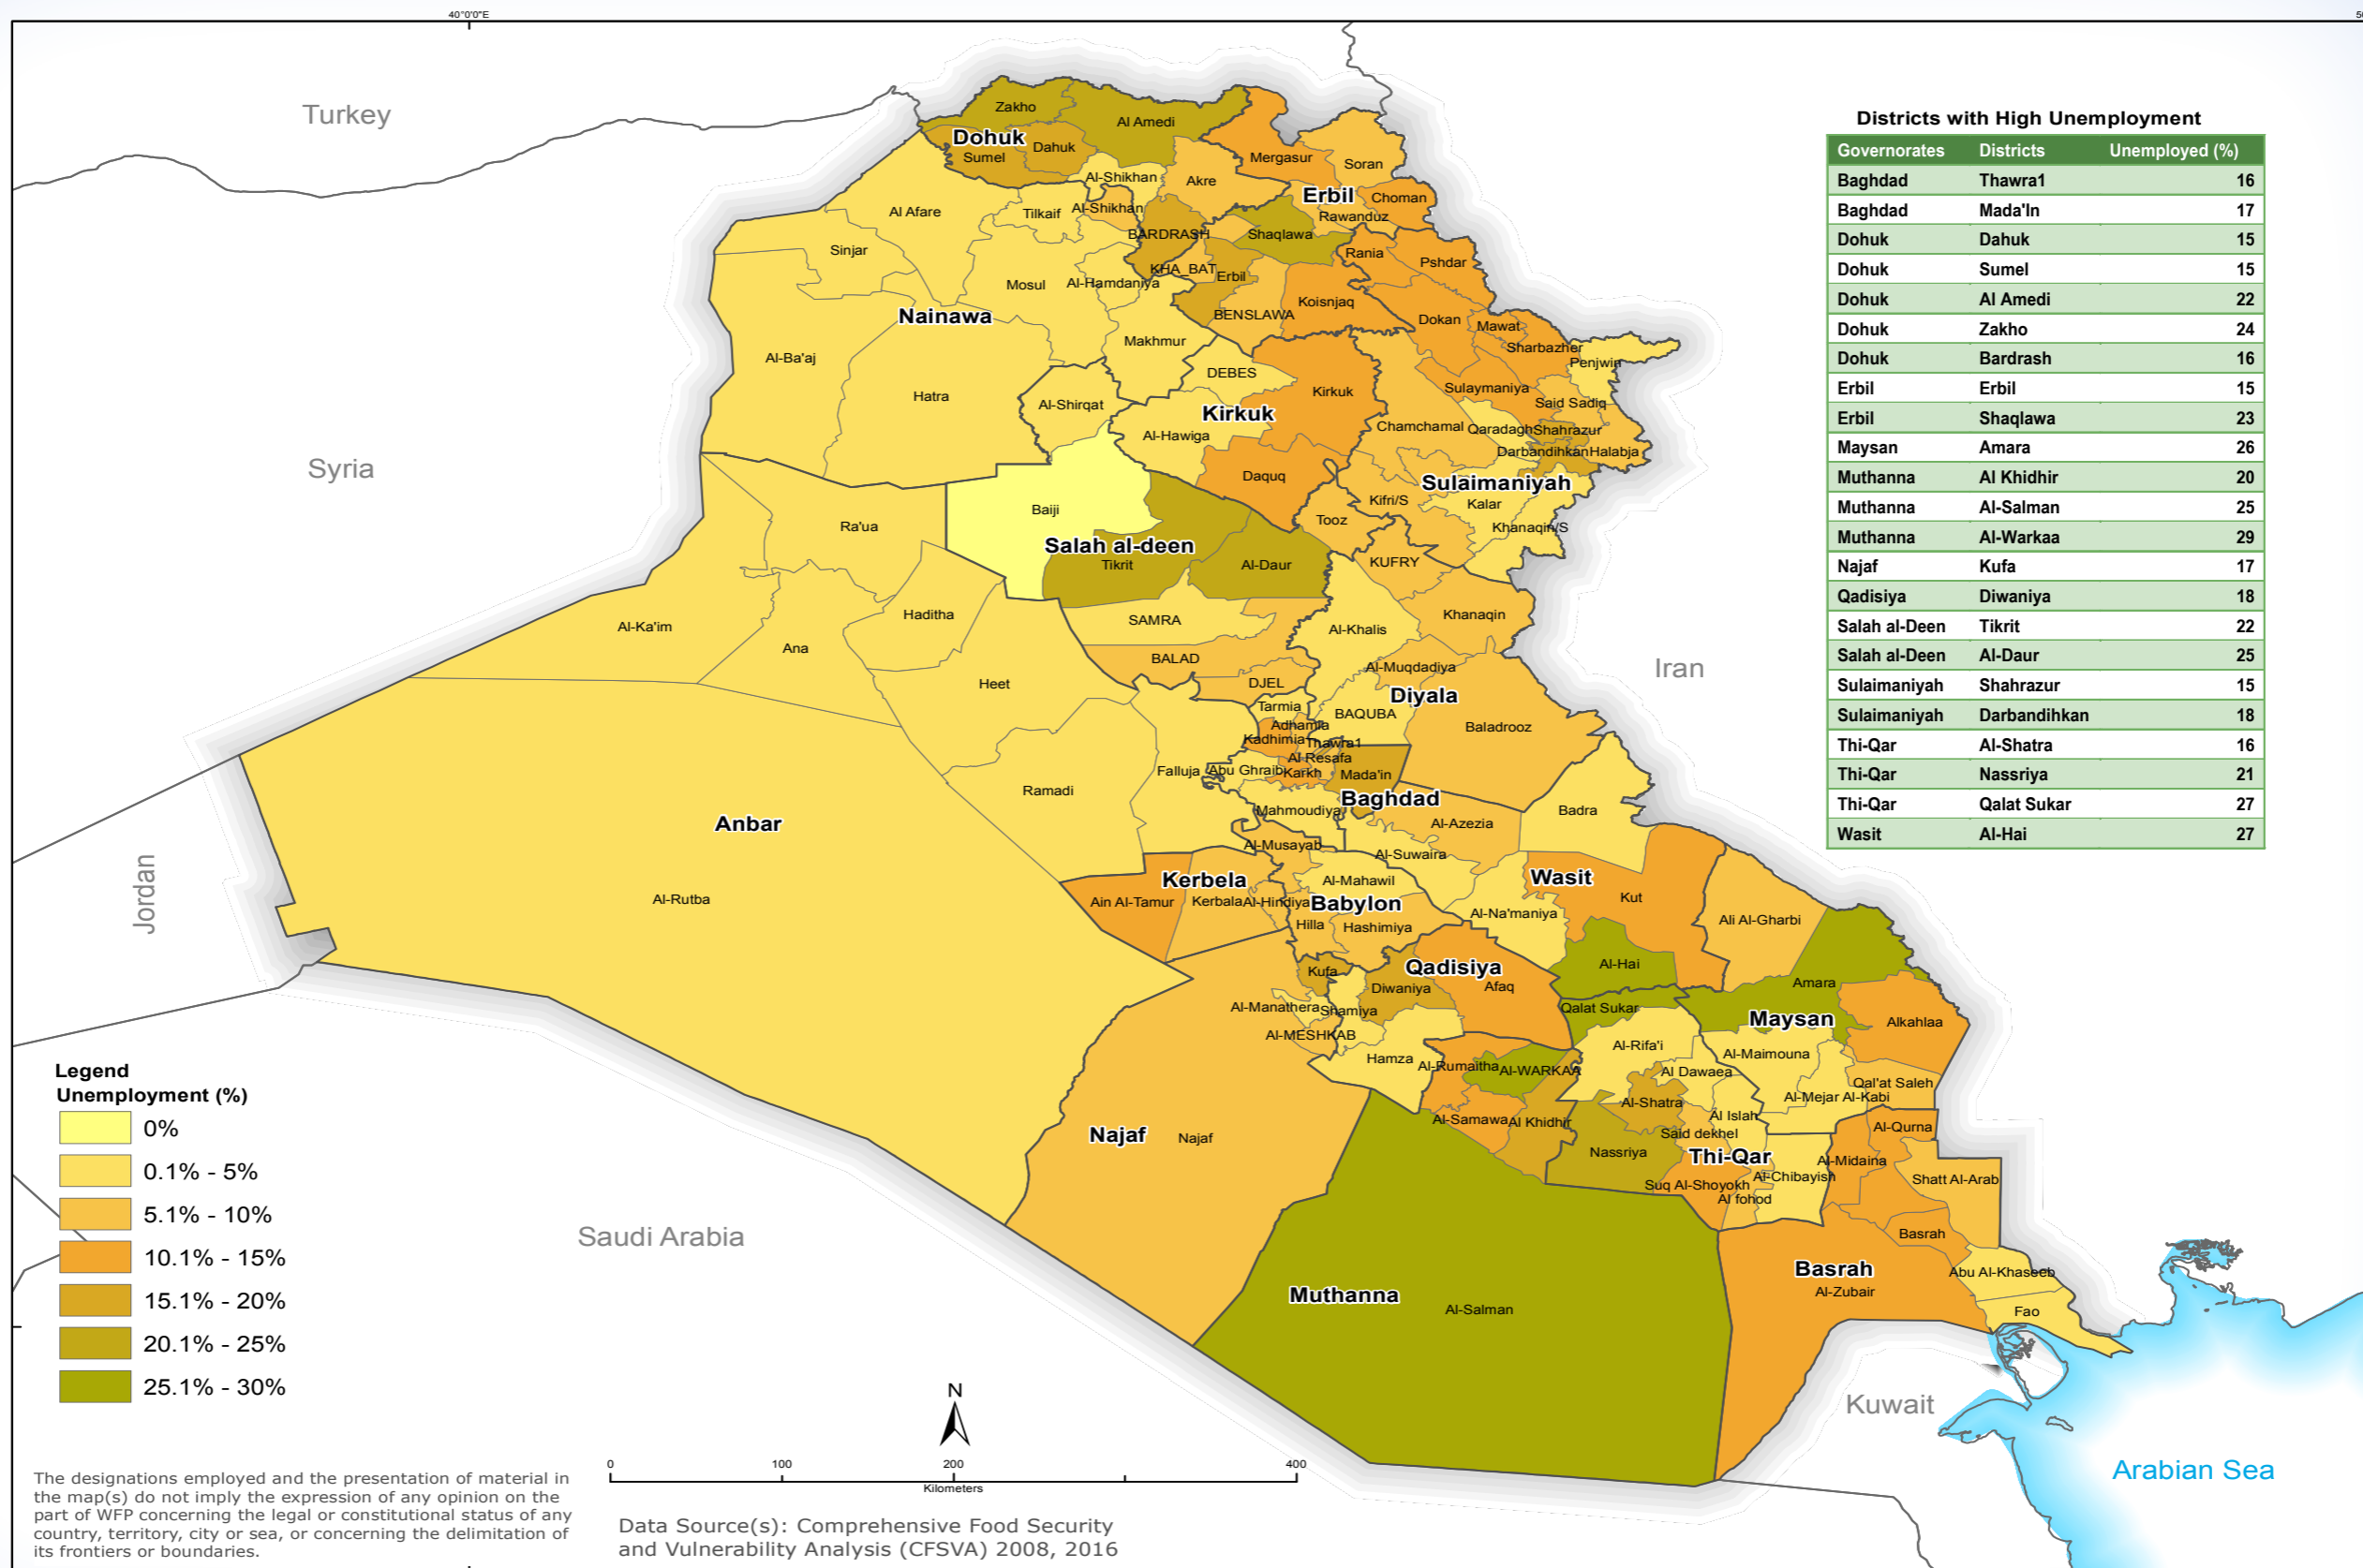 40°0'0"E
Turkey
Syria
Jordan
Saudi Arabia
Iran
Kuwait
Arabian Sea
Districts with High Unemployment
Governorates Districts Unemployed (%)
Baghdad Thawra1 16
Baghdad Mada'In 17
Dohuk Dahuk 15
Dohuk Sumel 15
Dohuk Al Amedi 22
Dohuk Zakho 24
Dohuk Bardrash 16
Erbil Erbil 15
Erbil Shaqlawa 23
Maysan Amara 26
Muthanna Al Khidhir 20
Muthanna Al-Salman 25
Muthanna Al-Warkaa 29
Najaf Kufa 17
Qadisiya Diwaniya 18
Salah al-Deen Tikrit 22
Salah al-Deen Al-Daur 25
Sulaimaniyah Shahrazur 15
Sulaimaniyah Darbandihkan 18
Thi-Qar Al-Shatra 16
Thi-Qar Nassriya 21
Thi-Qar Qalat Sukar 27
Wasit Al-Hai 27
Zakho
Al Amedi
Dohuk
Sumel
Dahuk
Al-Shikhan
Akre
Mergasur
Soran
Erbil
Choman
Rawanduz
Al Afare
Tilkaif
Al-Shikhan
BARDRASH
Shaqlawa
Sinjar
Mosul
Al-Hamdaniya
KHA_BAT
Erbil
Rania
Pshdar
Nainawa
Koisnjaq
BENSLAWA
Dokan
Mawat
Sharbazher
Penjwin
Al-Ba'aj
Hatra
Makhmur
DEBES
Kirkuk
Sulaymaniya
Said Sadiq
Al-Shirqat
Kirkuk
Al-Hawiga
Chamchamal
Qaradagh
Shahrazur
Darbandihkan
Halabja
Daquq
Sulaimaniyah
Kifri/S
Kalar
Khanaqin/S
Tooz
Ra'ua
Baiji
Salah al-deen
Tikrit
Al-Daur
KUFRY
Khanaqin
Al-Ka'im
Ana
Haditha
SAMRA
Al-Khalis
BALAD
Al-Muqdadiya
DJEL
Diyala
Heet
Tarmia
BAQUBA
Baladrooz
Adhamia
Kadhimia
Thawra1
Al Resafa
Abu Ghraib
Karkh
Mada'in
Falluja
Ramadi
Baghdad
Mahmoudiya
Al-Azezia
Badra
Anbar
Al-Rutba
Al-Musayab
Al-Suwaira
Kerbela
Ain Al-Tamur
Kerbala
Al-Hindiya
Al-Mahawil
Babylon
Hilla
Hashimiya
Wasit
Kut
Al-Na'maniya
Ali Al-Gharbi
Kufa
Qadisiya
Diwaniya
Afaq
Al-Hai
Amara
Al-Manathera
Shamiya
Al-MESHKAB
Qalat Sukar
Maysan
Alkahlaa
Hamza
Al-Rumaitha
Al-WARKAA
Al-Rifa'i
Al-Maimouna
Al Dawaea
Qal'at Saleh
Al-Mejar Al-Kabi
Al-Samawa
Al Khidhir
Al-Shatra
Al Islah
Al-Qurna
Said dekhel
Najaf
Najaf
Nassriya
Thi-Qar
Al-Midaina
Al-Chibayish
Shatt Al-Arab
Suq Al-Shoyokh
Al fohod
Basrah
Basrah
Al-Zubair
Abu Al-Khaseeb
Fao
Muthanna
Al-Salman
Legend
Unemployment (%)
0%
0.1% - 5%
5.1% - 10%
10.1% - 15%
15.1% - 20%
20.1% - 25%
25.1% - 30%
N
0 100 200 400
Kilometers
The designations employed and the presentation of material in
the map(s) do not imply the expression of any opinion on the
part of WFP concerning the legal or constitutional status of any
country, territory, city or sea, or concerning the delimitation of
its frontiers or boundaries.
Data Source(s): Comprehensive Food Security
and Vulnerability Analysis (CFSVA) 2008, 2016